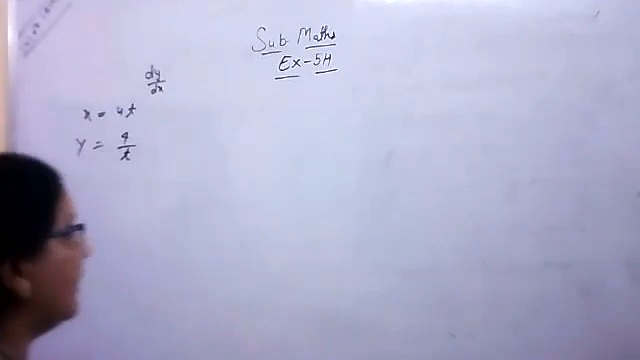 Sub Maths
Ex-5H
dy/dx
x = 4t
y = 4/t